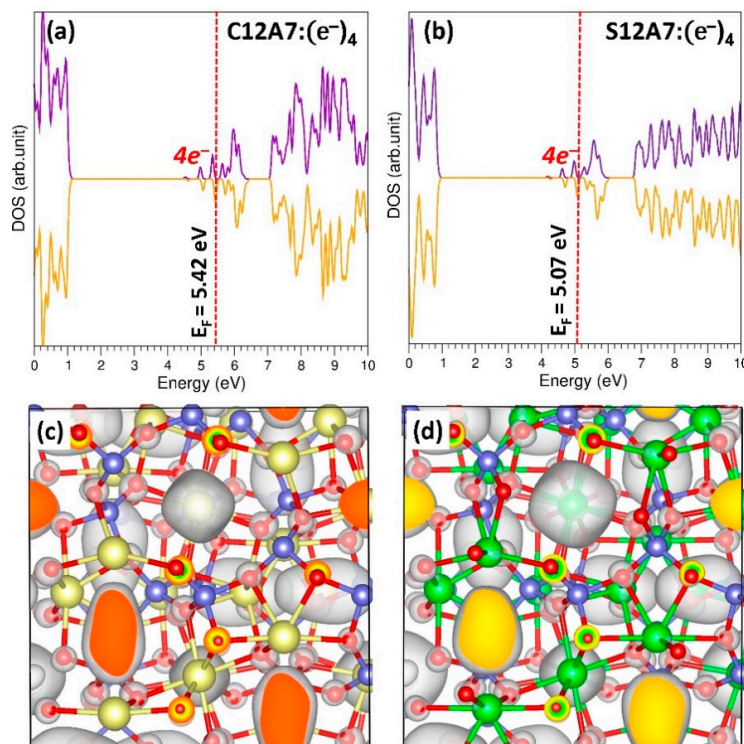 (a)
C12A7:(e⁻)₄
4e⁻
E_F = 5.42 eV
DOS (arb.unit)
0 1 2 3 4 5 6 7 8 9 10
Energy (eV)
(b)
S12A7:(e⁻)₄
4e⁻
E_F = 5.07 eV
DOS (arb.unit)
0 1 2 3 4 5 6 7 8 9 10
Energy (eV)
(c)
(d)